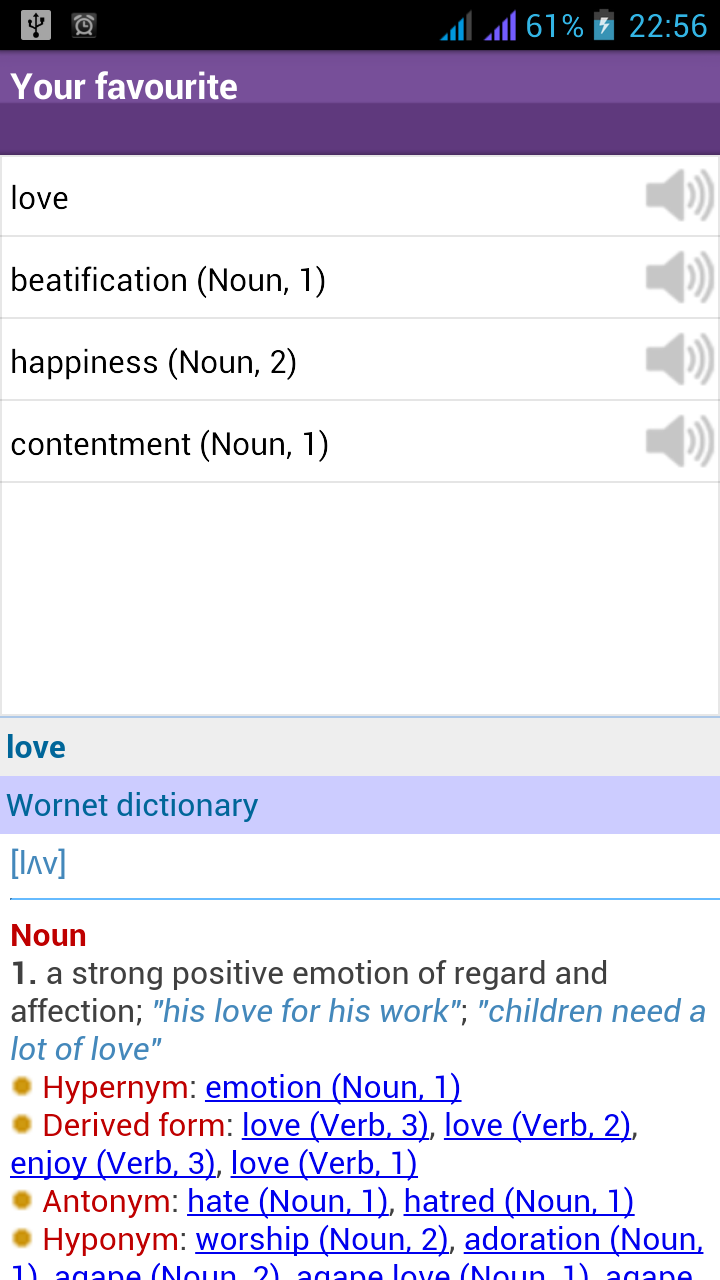 61% 22:56
Your favourite
love
beatification (Noun, 1)
happiness (Noun, 2)
contentment (Noun, 1)
love
Wornet dictionary
[lʌv]
Noun
1. a strong positive emotion of regard and
affection; "his love for his work"; "children need a
lot of love"
Hypernym: emotion (Noun, 1)
Derived form: love (Verb, 3), love (Verb, 2),
enjoy (Verb, 3), love (Verb, 1)
Antonym: hate (Noun, 1), hatred (Noun, 1)
Hyponym: worship (Noun, 2), adoration (Noun,
1), agape (Noun, 2), agape love (Noun, 1), agape